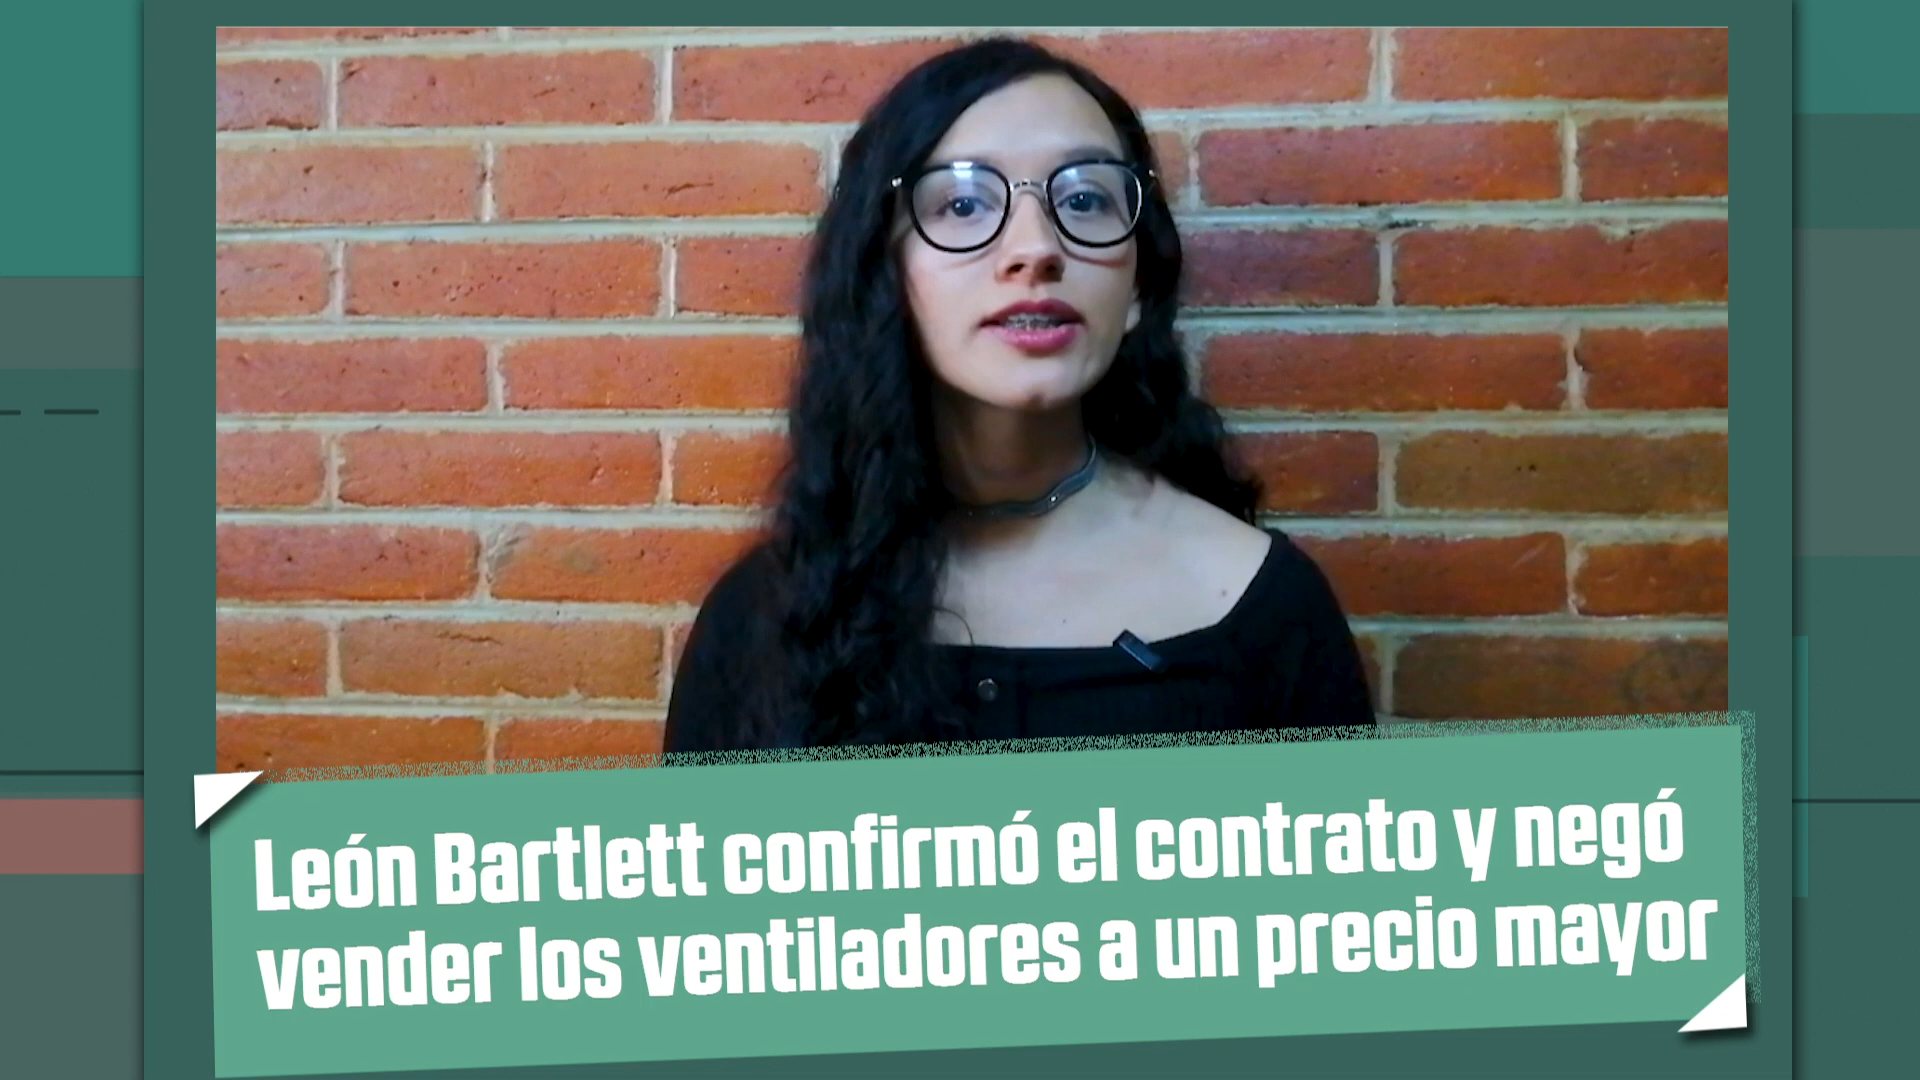 León Bartlett confirmó el contrato y negó
vender los ventiladores a un precio mayor